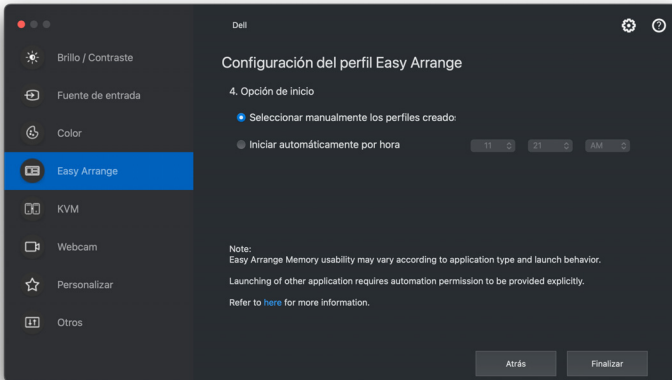 Dell
Brillo / Contraste
Fuente de entrada
Color
Easy Arrange
KVM
Webcam
Personalizar
Otros
Configuración del perfil Easy Arrange
4. Opción de inicio
Seleccionar manualmente los perfiles creado:
Iniciar automáticamente por hora
11 21 AM
Note:
Easy Arrange Memory usability may vary according to application type and launch behavior.
Launching of other application requires automation permission to be provided explicitly.
Refer to here for more information.
Atrás
Finalizar